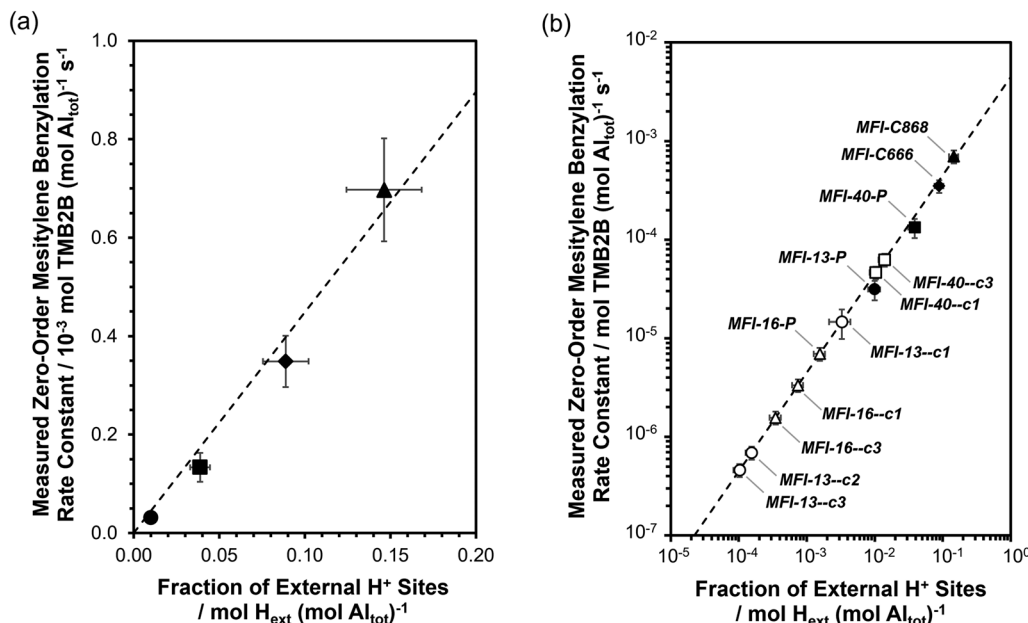 (a)
Measured Zero-Order Mesitylene Benzylation
Rate Constant / 10⁻³ mol TMB2B (mol Al_tot)⁻¹ s⁻¹
1.0
0.8
0.6
0.4
0.2
0.0
0.00
0.05
0.10
0.15
0.20
Fraction of External H⁺ Sites
/ mol H_ext (mol Al_tot)⁻¹
(b)
Measured Zero-Order Mesitylene Benzylation
Rate Constant / mol TMB2B (mol Al_tot)⁻¹ s⁻¹
10⁻²
10⁻³
10⁻⁴
10⁻⁵
10⁻⁶
10⁻⁷
MFI-C868
MFI-C666
MFI-40-P
MFI-13-P
MFI-40--c3
MFI-40--c1
MFI-16-P
MFI-13--c1
MFI-16--c1
MFI-16--c3
MFI-13--c2
MFI-13--c3
10⁻⁵
10⁻⁴
10⁻³
10⁻²
10⁻¹
10⁰
Fraction of External H⁺ Sites
/ mol H_ext (mol Al_tot)⁻¹